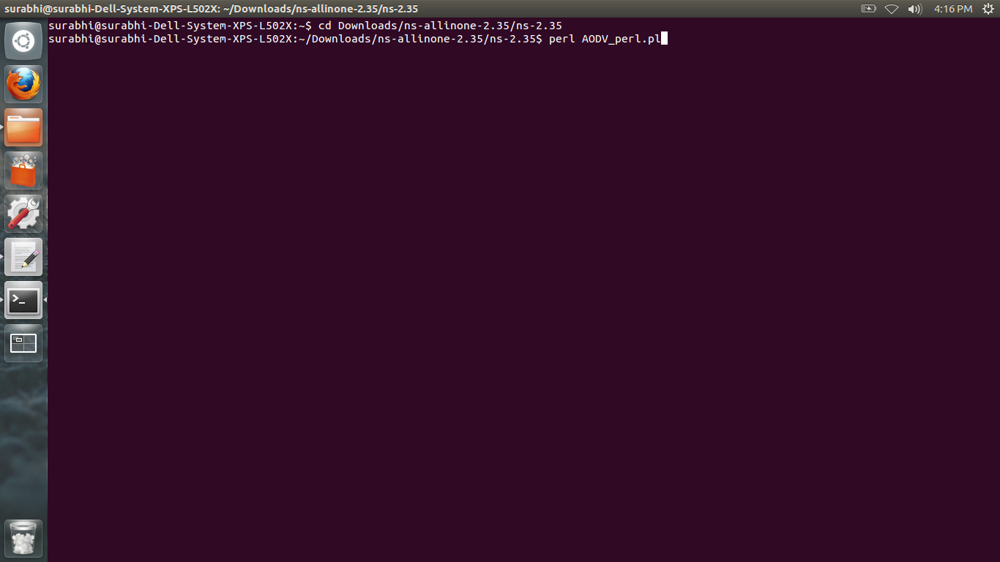 surabhi@surabhi-Dell-System-XPS-L502X: ~/Downloads/ns-allinone-2.35/ns-2.35
4:16 PM
surabhi@surabhi-Dell-System-XPS-L502X:~$ cd Downloads/ns-allinone-2.35/ns-2.35
surabhi@surabhi-Dell-System-XPS-L502X:~/Downloads/ns-allinone-2.35/ns-2.35$ perl AODV_perl.pl